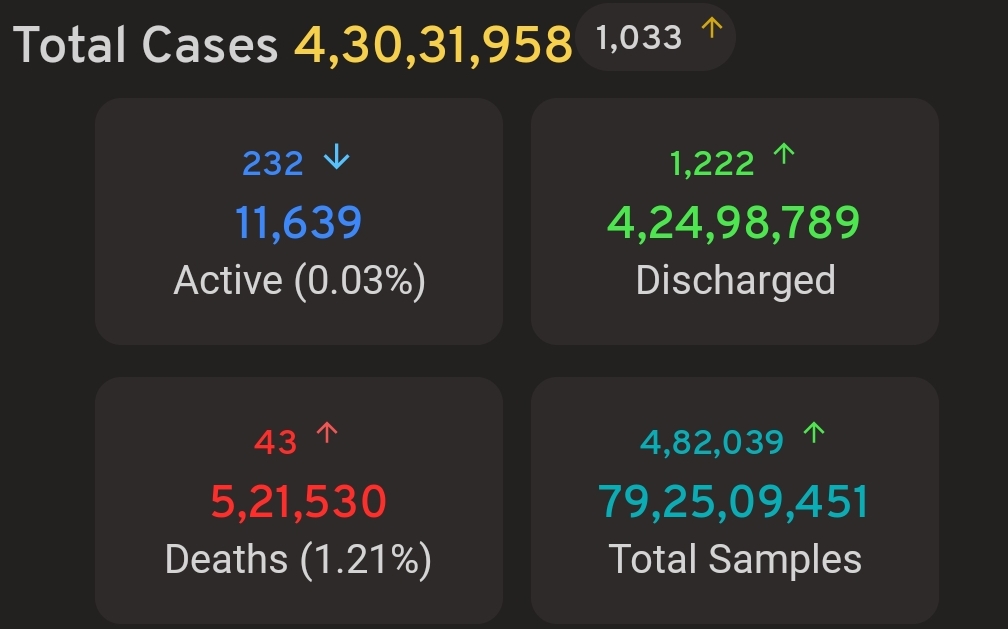 Total Cases 4,30,31,958 1,033 ↑
232 ↓
11,639
Active (0.03%)
1,222 ↑
4,24,98,789
Discharged
43 ↑
5,21,530
Deaths (1.21%)
4,82,039 ↑
79,25,09,451
Total Samples